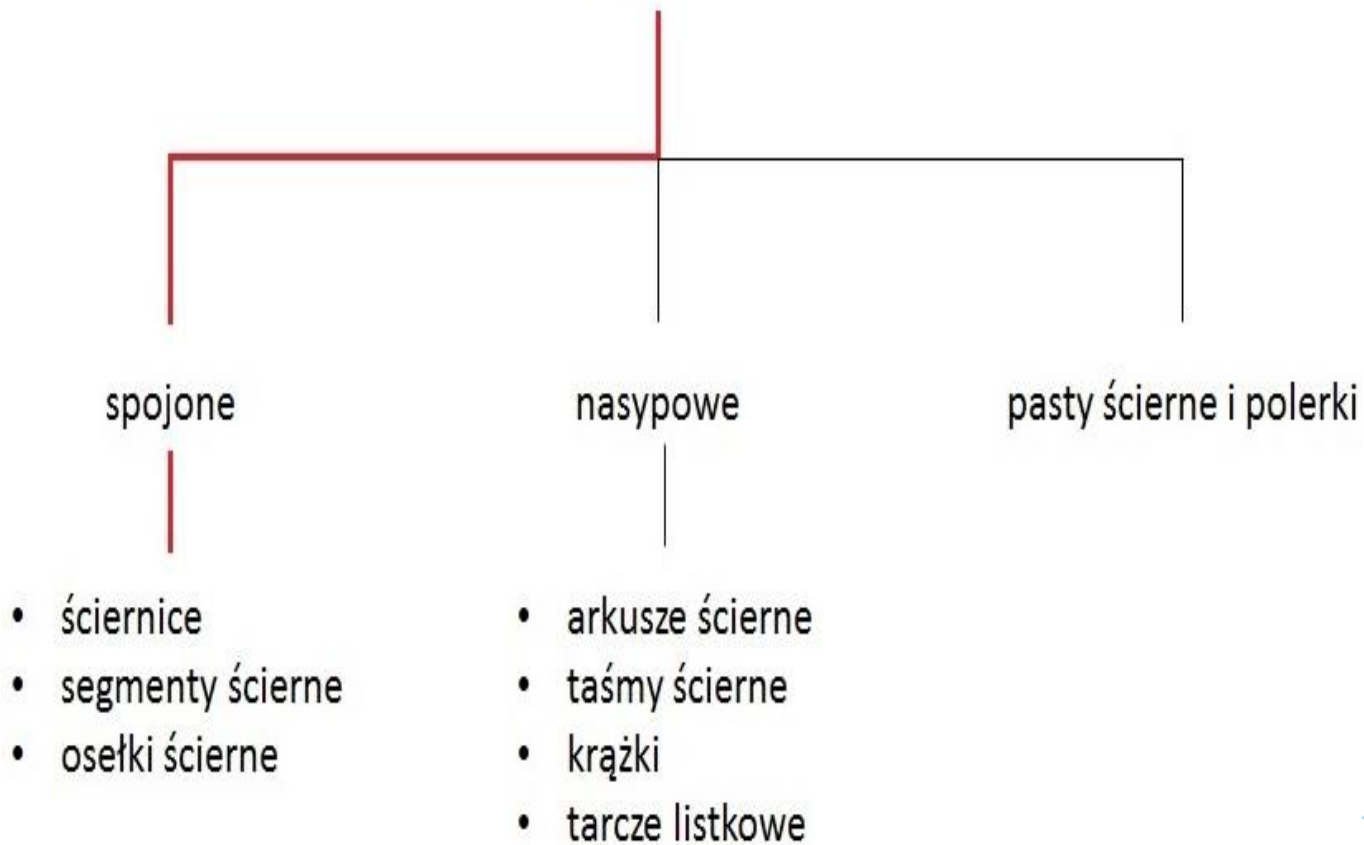 spojone
nasypowe
pasty ścierne i polerki
• ściernice
• segmenty ścierne
• osełki ścierne
• arkusze ścierne
• taśmy ścierne
• krążki
• tarcze listkowe